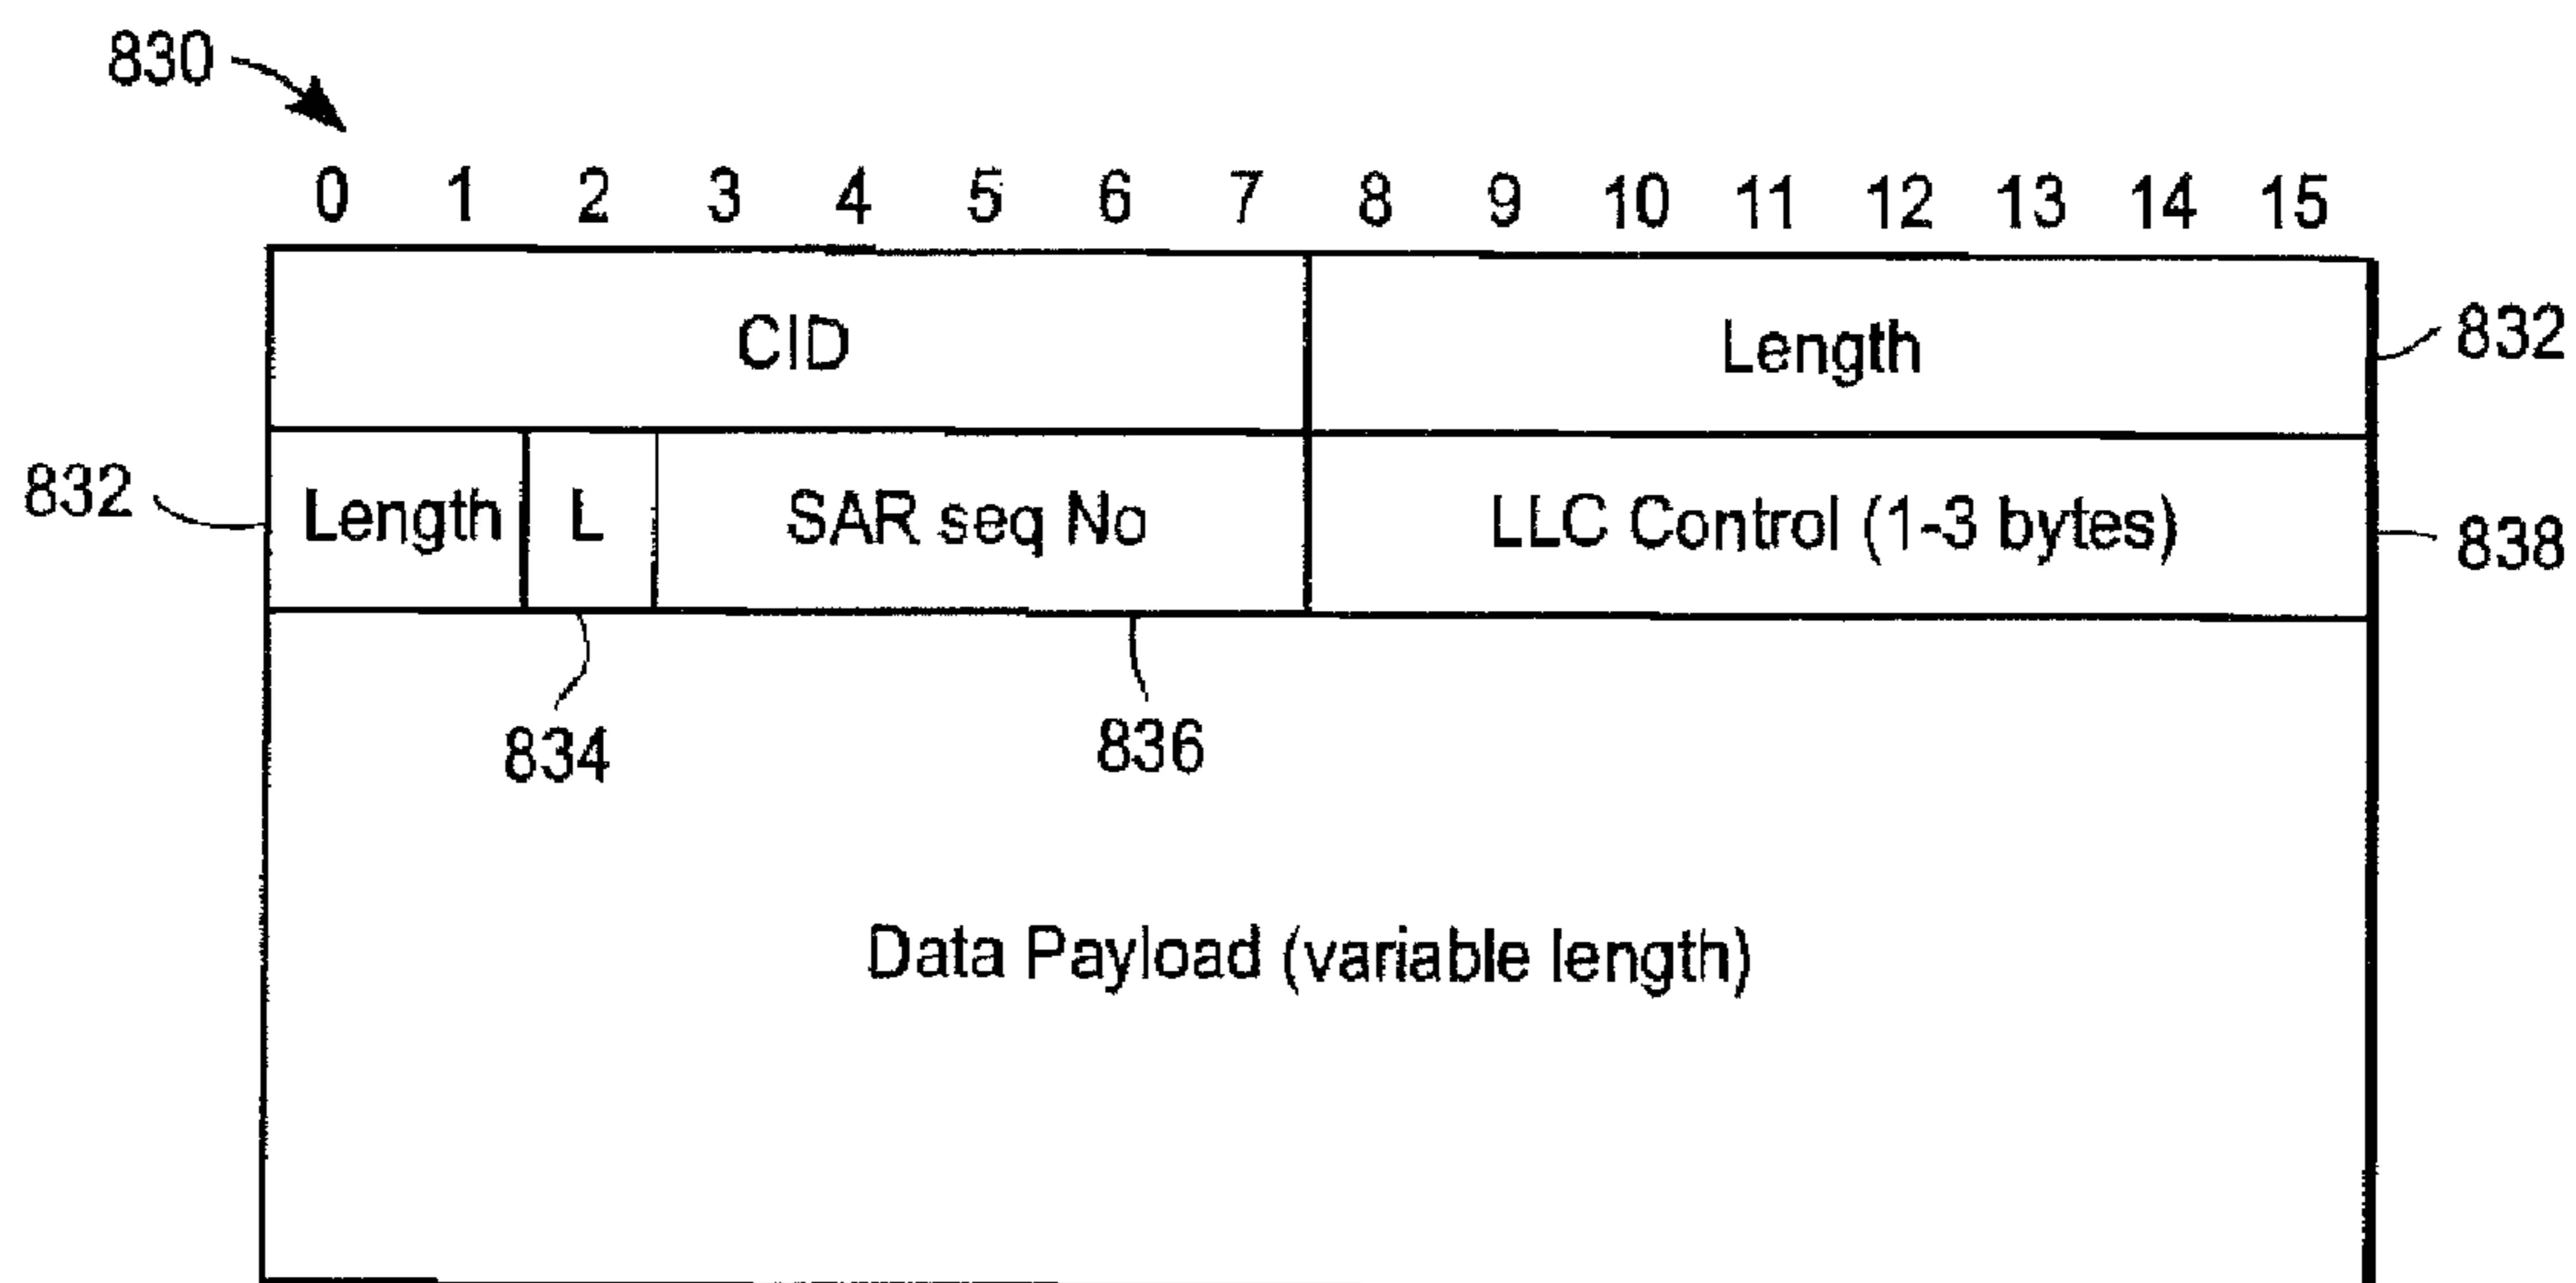 830
0 1 2 3 4 5 6 7 8 9 10 11 12 13 14 15
CID Length 832
832 Length L SAR seq No LLC Control (1-3 bytes) 838
834 836
Data Payload (variable length)